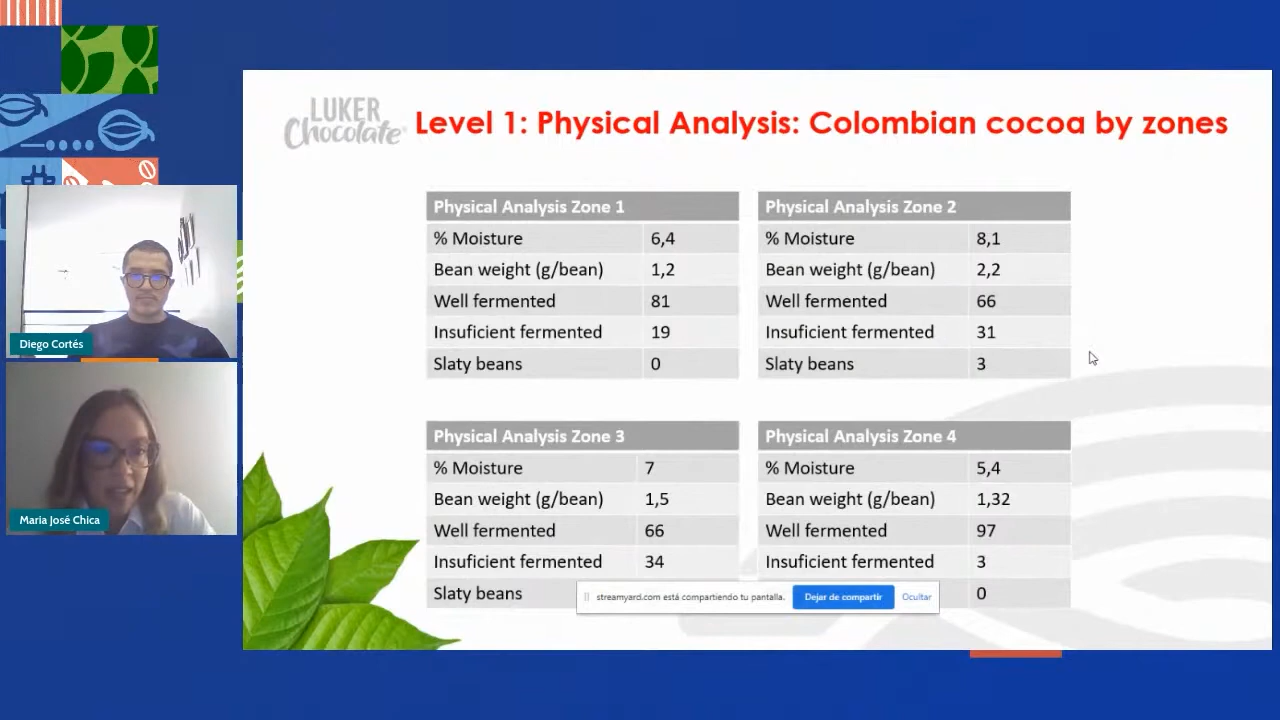 LUKER
Chocolate®
Level 1: Physical Analysis: Colombian cocoa by zones
Physical Analysis Zone 1
% Moisture 6,4
Bean weight (g/bean) 1,2
Well fermented 81
Insuficient fermented 19
Slaty beans 0
Physical Analysis Zone 2
% Moisture 8,1
Bean weight (g/bean) 2,2
Well fermented 66
Insuficient fermented 31
Slaty beans 3
Physical Analysis Zone 3
% Moisture 7
Bean weight (g/bean) 1,5
Well fermented 66
Insuficient fermented 34
Slaty beans
Physical Analysis Zone 4
% Moisture 5,4
Bean weight (g/bean) 1,32
Well fermented 97
Insuficient fermented 3
0
streamyard.com está compartiendo tu pantalla.
Dejar de compartir
Ocultar
Diego Cortés
Maria José Chica